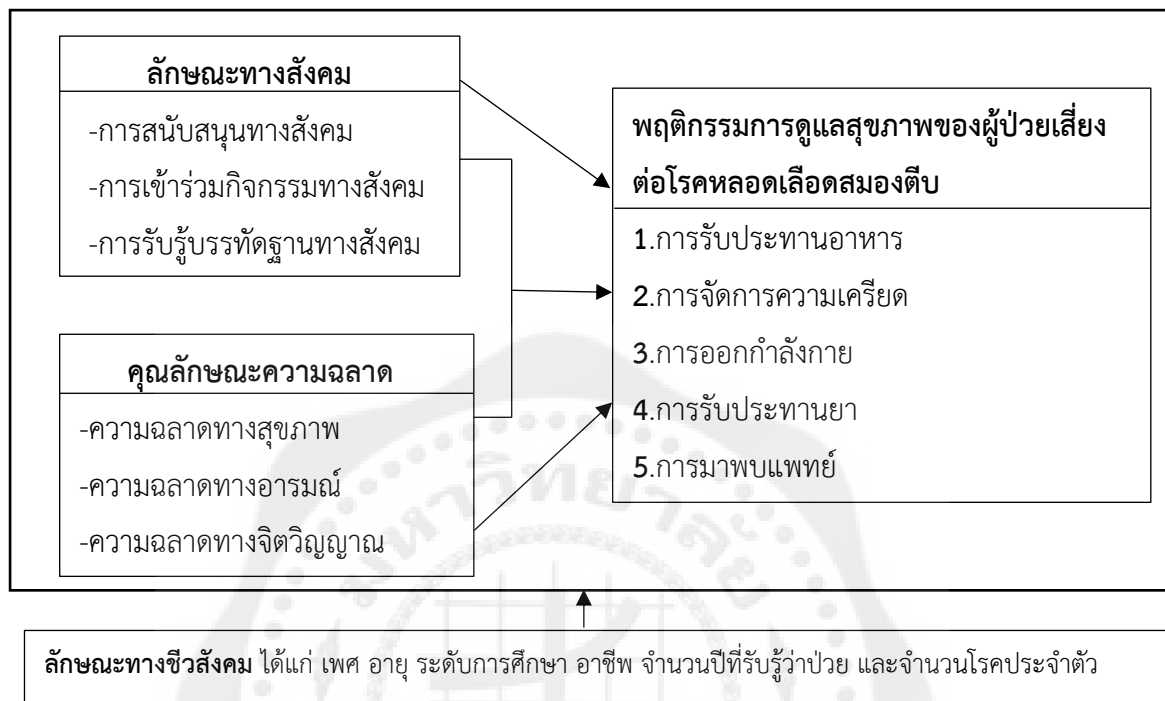 ลักษณะทางสังคม
-การสนับสนุนทางสังคม
-การเข้าร่วมกิจกรรมทางสังคม
-การรับรู้บรรทัดฐานทางสังคม
คุณลักษณะความฉลาด
-ความฉลาดทางสุขภาพ
-ความฉลาดทางอารมณ์
-ความฉลาดทางจิตวิญญาณ
พฤติกรรมการดูแลสุขภาพของผู้ป่วยเสี่ยง
ต่อโรคหลอดเลือดสมองตีบ
1.การรับประทานอาหาร
2.การจัดการความเครียด
3.การออกกำลังกาย
4.การรับประทานยา
5.การมาพบแพทย์
มหาวิทยาลัย
ลักษณะทางชีวสังคม ได้แก่ เพศ อายุ ระดับการศึกษา อาชีพ จำนวนปีที่รับรู้ว่าป่วย และจำนวนโรคประจำตัว